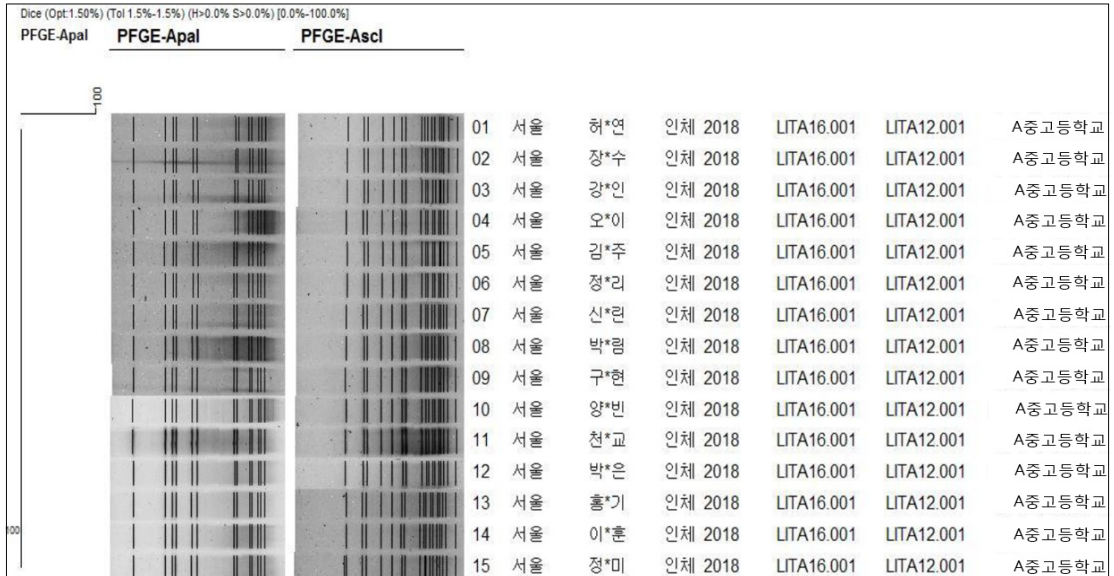 Dice (Opt:1.50%) (Tol 1.5%-1.5%) (H>0.0% S>0.0%) [0.0%-100.0%]
PFGE-ApaI PFGE-ApaI PFGE-AscI
100
01 서울 허*연 인체 2018 LITA16.001 LITA12.001 A중고등학교
02 서울 장*수 인체 2018 LITA16.001 LITA12.001 A중고등학교
03 서울 강*인 인체 2018 LITA16.001 LITA12.001 A중고등학교
04 서울 오*이 인체 2018 LITA16.001 LITA12.001 A중고등학교
05 서울 김*주 인체 2018 LITA16.001 LITA12.001 A중고등학교
06 서울 정*리 인체 2018 LITA16.001 LITA12.001 A중고등학교
07 서울 신*린 인체 2018 LITA16.001 LITA12.001 A중고등학교
08 서울 박*림 인체 2018 LITA16.001 LITA12.001 A중고등학교
09 서울 구*현 인체 2018 LITA16.001 LITA12.001 A중고등학교
10 서울 양*빈 인체 2018 LITA16.001 LITA12.001 A중고등학교
11 서울 천*교 인체 2018 LITA16.001 LITA12.001 A중고등학교
12 서울 박*은 인체 2018 LITA16.001 LITA12.001 A중고등학교
13 서울 홍*기 인체 2018 LITA16.001 LITA12.001 A중고등학교
100
14 서울 이*훈 인체 2018 LITA16.001 LITA12.001 A중고등학교
15 서울 정*미 인체 2018 LITA16.001 LITA12.001 A중고등학교